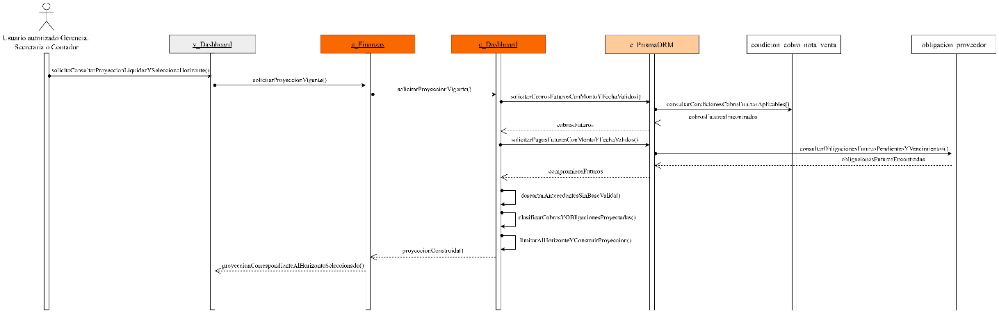 Usuario autorizado Gerencia,
Secretaria o Contador
v_Dashboard
c_Finanzas
c_Dashboard
c_PrismaORM
condicion_cobro_nota_venta
obligacion_proveedor
solicitaConsultarProyeccionLiquidezYSeleccionaHorizonte()
solicitarProyeccionVigente()
solicitarProyeccionVigente()
solicitarCobrosFuturosConMontoYFechaValidos()
consultarCondicionesCobroFuturasAplicables()
cobrosFuturosEncontrados
cobrosFuturos
solicitarPagosFuturosConMontoYFechaValidos()
consultarObligacionesFuturasPendientesYVencimientos()
obligacionesFuturasEncontradas
compromisosFuturos
descartarAntecedentesSinBaseValida()
clasificarCobrosYObligacionesProyectadas()
limitarAlHorizonteYConstruirProyeccion()
proyeccionConstruida()
proyeccionCorrespondienteAlHorizonteSeleccionado()